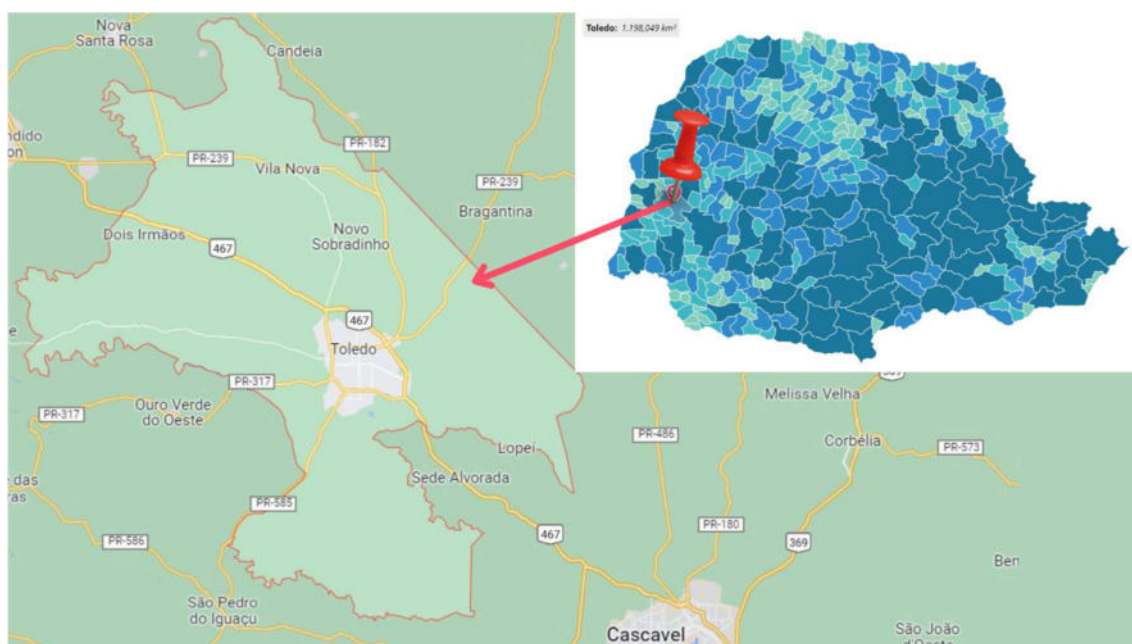 Nova
Santa Rosa
Candeia
Toledo: 1.198,049 km²
PR-182
PR-239
Vila Nova
PR-239
Bragantina
Novo
Sobradinho
Dois Irmãos
467
467
Toledo
PR-317
PR-317
Ouro Verde
do Oeste
Melissa Velha
PR-486
Corbélia
PR-573
Lopeí
Sede Alvorada
PR-585
PR-180
467
369
PR-586
Ben
São Pedro
do Iguaçu
Cascavel
São João